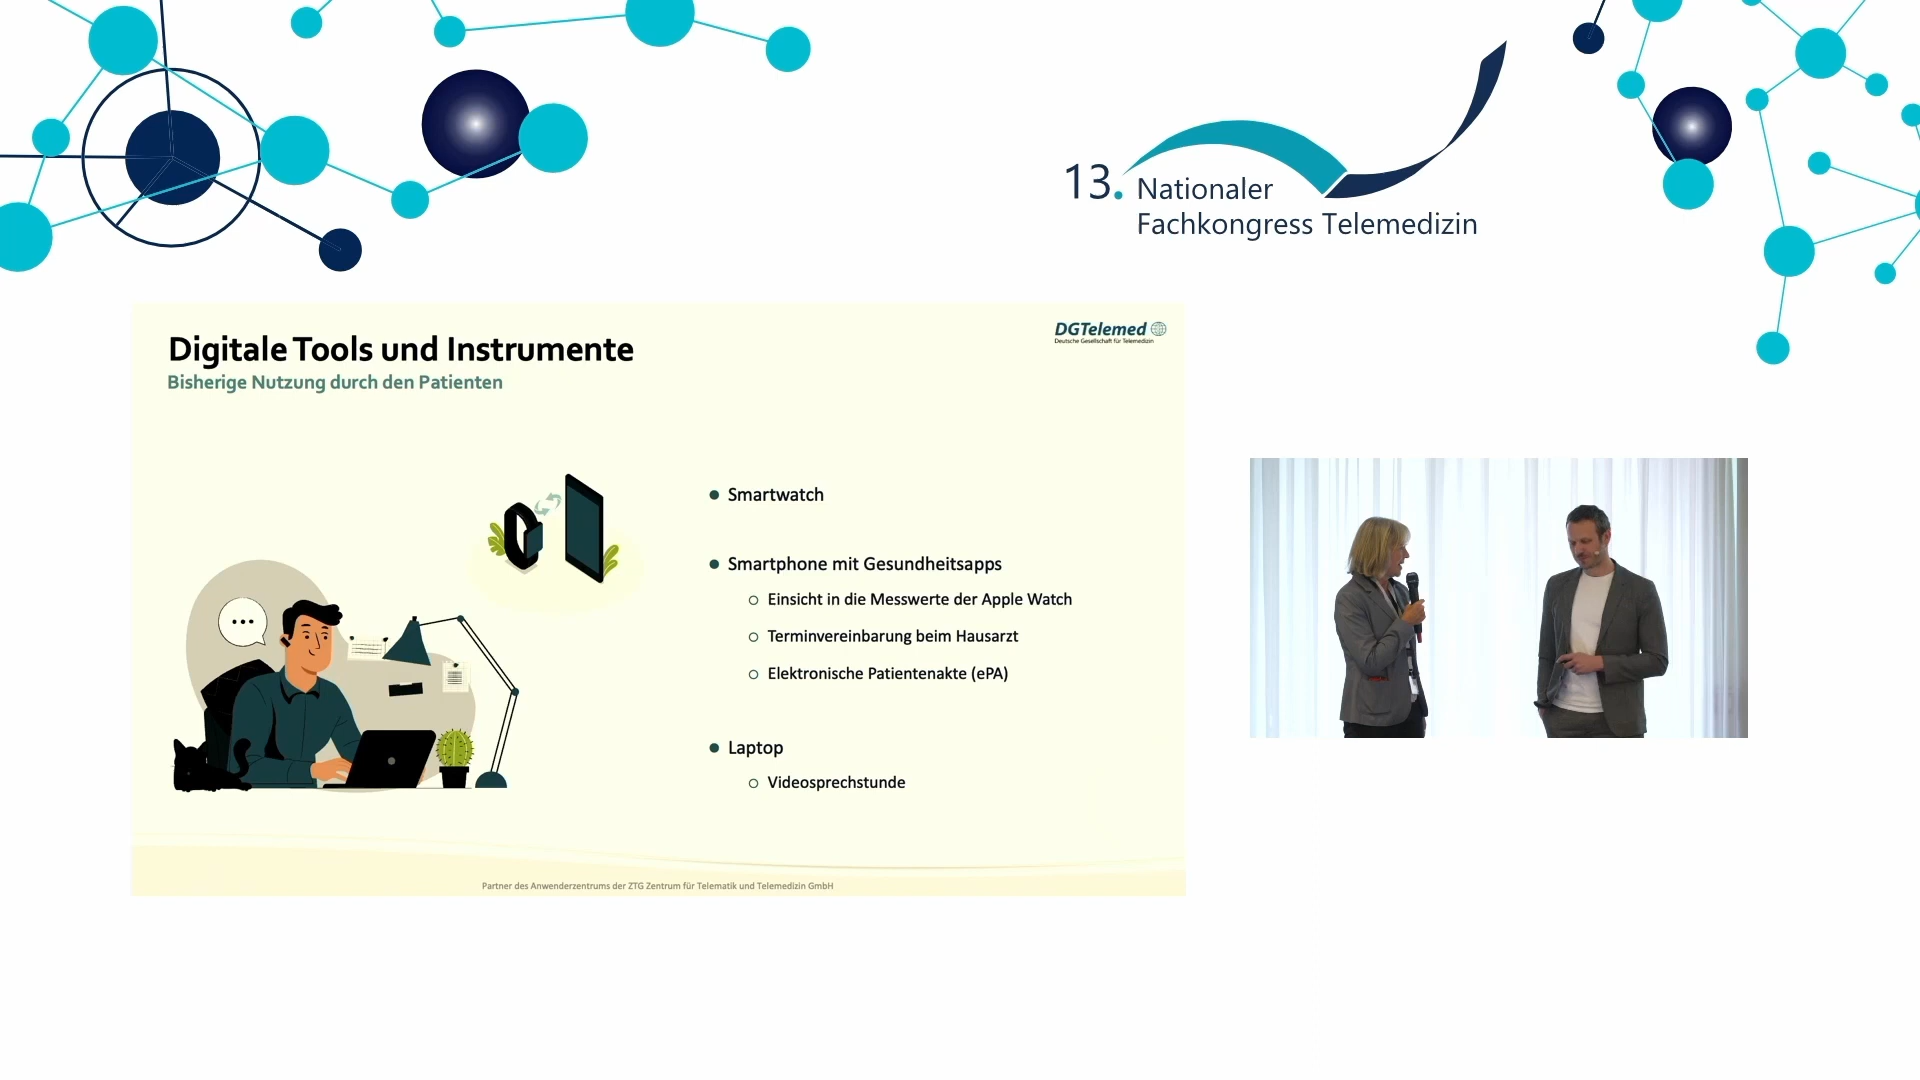 13. Nationaler
Fachkongress Telemedizin
Digitale Tools und Instrumente
Bisherige Nutzung durch den Patienten
DGTelemed
Deutsche Gesellschaft für Telemedizin
• Smartwatch
• Smartphone mit Gesundheitsapps
○ Einsicht in die Messwerte der Apple Watch
○ Terminvereinbarung beim Hausarzt
○ Elektronische Patientenakte (ePA)
• Laptop
○ Videosprechstunde
Partner des Anwenderzentrums der ZTG Zentrum für Telematik und Telemedizin GmbH